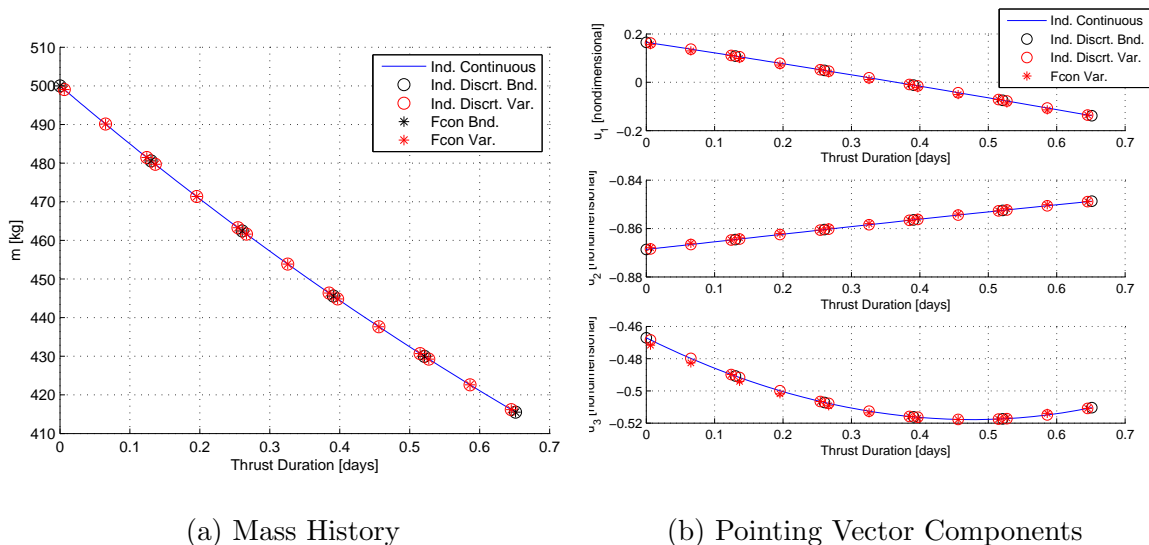 510
500
490
480
470
460
450
440
430
420
410
0 0.1 0.2 0.3 0.4 0.5 0.6 0.7
Thrust Duration [days]
m [kg]
Ind. Continuous
Ind. Discrt. Bnd.
Ind. Discrt. Var.
Fcon Bnd.
Fcon Var.
(a) Mass History
Ind. Continuous
Ind. Discrt. Bnd.
Ind. Discrt. Var.
Fcon Var.
0.2
0
−0.2
u1 [nondimensional]
0 0.1 0.2 0.3 0.4 0.5 0.6 0.7
Thrust Duration [days]
−0.84
−0.86
−0.88
u2 [nondimensional]
0 0.1 0.2 0.3 0.4 0.5 0.6 0.7
Thrust Duration [days]
−0.46
−0.48
−0.5
−0.52
u3 [nondimensional]
0 0.1 0.2 0.3 0.4 0.5 0.6 0.7
Thrust Duration [days]
(b) Pointing Vector Components